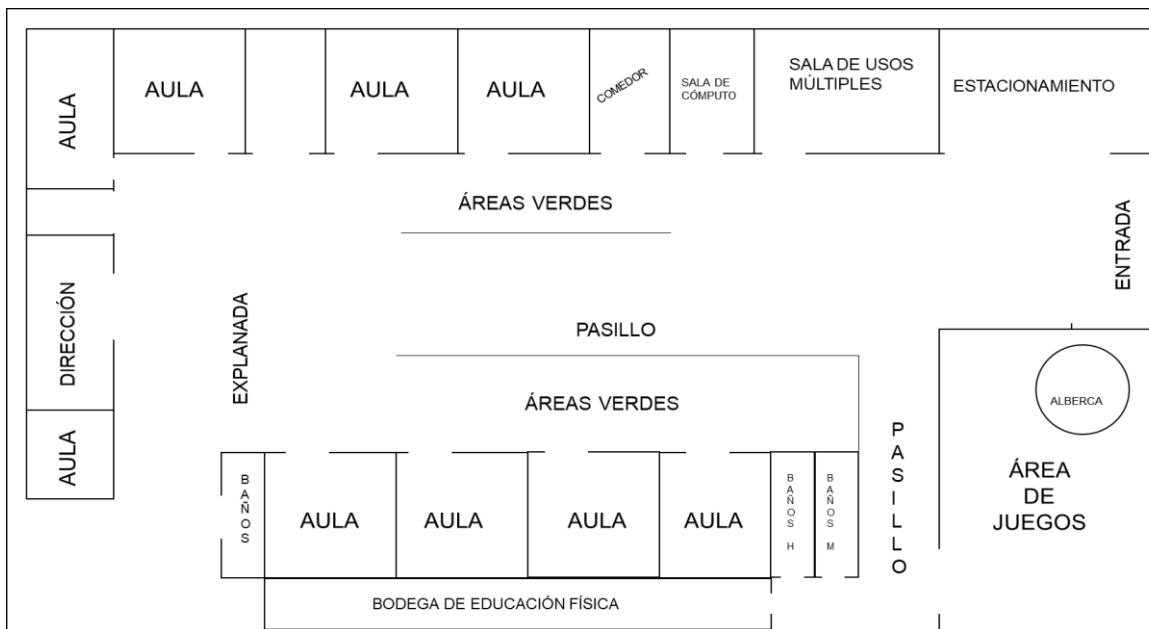 AULA
AULA
AULA
AULA
COMEDOR
SALA DE
CÓMPUTO
SALA DE USOS
MÚLTIPLES
ESTACIONAMIENTO
ÁREAS VERDES
ENTRADA
DIRECCIÓN
EXPLANADA
PASILLO
ÁREAS VERDES
ALBERCA
AULA
BAÑOS
AULA
AULA
AULA
AULA
BAÑOS H
BAÑOS M
PASILLO
ÁREA
DE
JUEGOS
BODEGA DE EDUCACIÓN FÍSICA